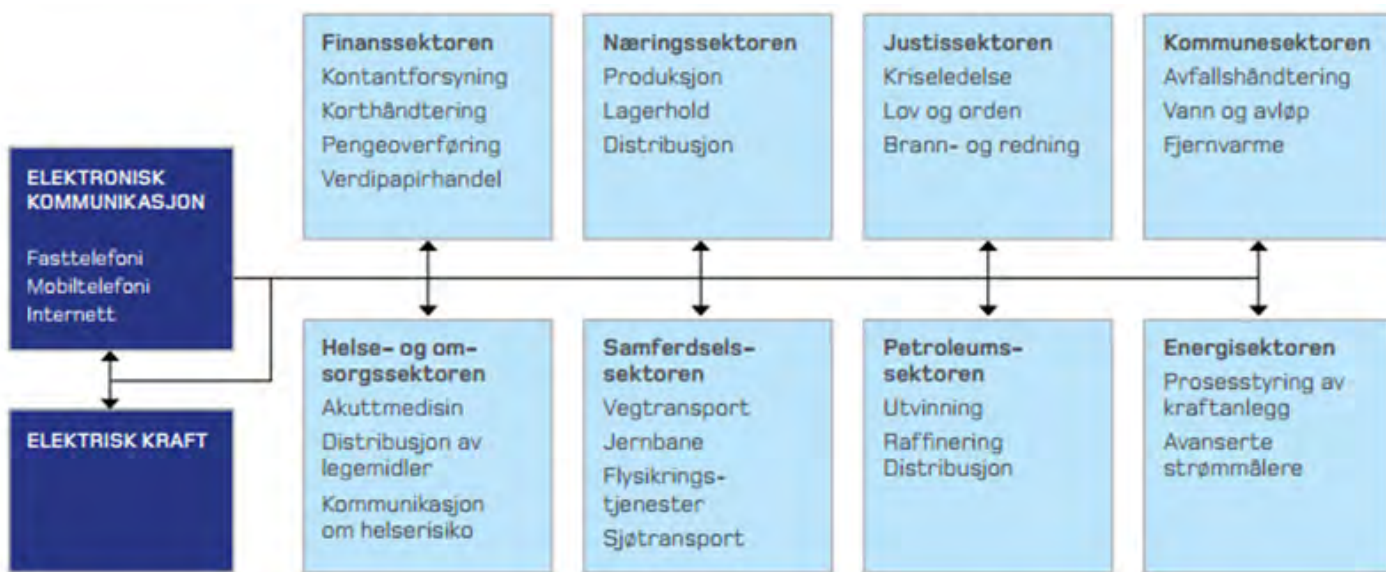 ELEKTRONISK
KOMMUNIKASJON
Fasttelefoni
Mobiltelefoni
Internett
ELEKTRISK KRAFT
Finanssektoren
Kontantforsyning
Korthåndtering
Pengeoverføring
Verdipapirhandel
Næringssektoren
Produksjon
Lagerhold
Distribusjon
Justissektoren
Kriseledelse
Lov og orden
Brann- og redning
Kommunesektoren
Avfallshåndtering
Vann og avløp
Fjernvarme
Helse- og om-
sorgssektoren
Akuttmedisin
Distribusjon av
legemidler
Kommunikasjon
om helserisiko
Samferdsels-
sektoren
Vegtransport
Jernbane
Flysikrings-
tjenester
Sjøtransport
Petroleums-
sektoren
Utvinning
Raffinering
Distribusjon
Energisektoren
Prosesstyring av
kraftanlegg
Avanserte
strømmålere